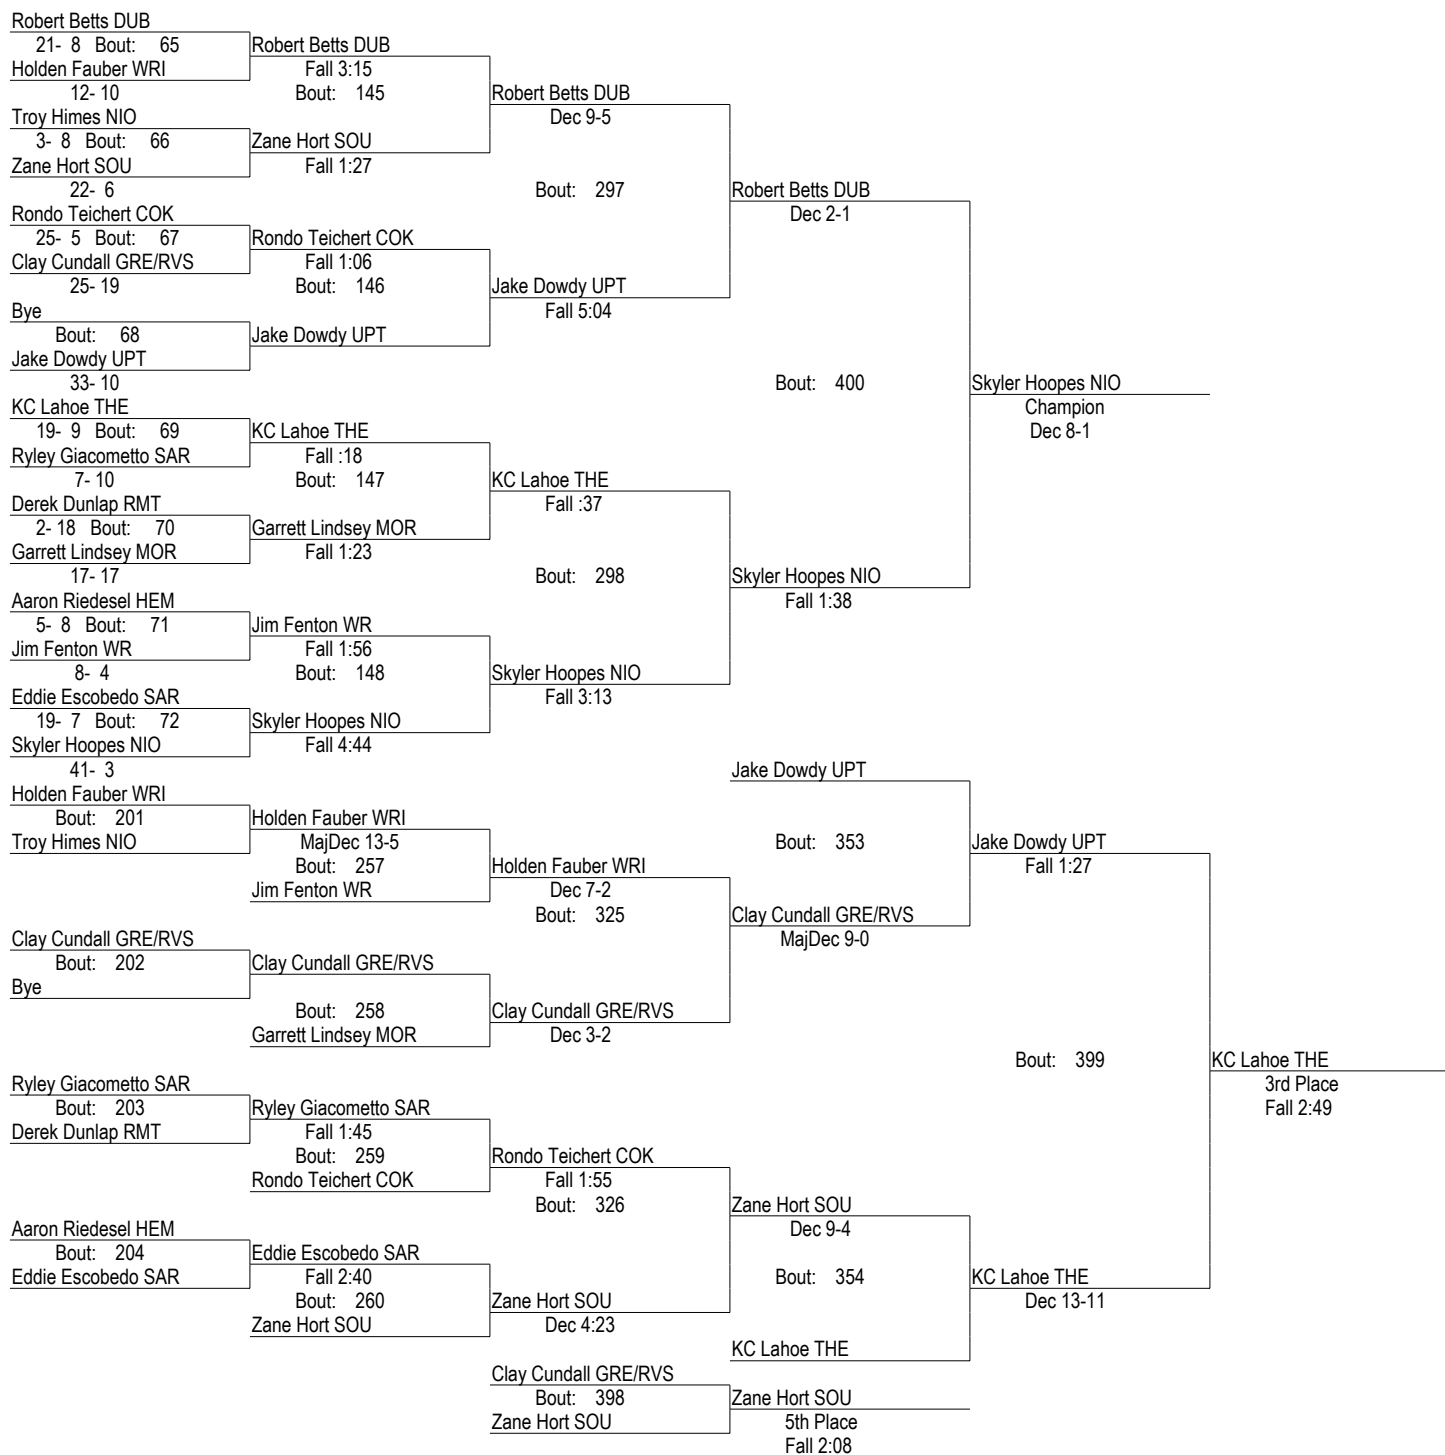 Robert Betts DUB
21- 8 Bout: 65
Holden Fauber WRI
12- 10
Troy Himes NIO
3- 8 Bout: 66
Zane Hort SOU
22- 6
Rondo Teichert COK
25- 5 Bout: 67
Clay Cundall GRE/RVS
25- 19
Bye
Bout: 68
Jake Dowdy UPT
33- 10
KC Lahoe THE
19- 9 Bout: 69
Ryley Giacometto SAR
7- 10
Derek Dunlap RMT
2- 18 Bout: 70
Garrett Lindsey MOR
17- 17
Aaron Riedesel HEM
5- 8 Bout: 71
Jim Fenton WR
8- 4
Eddie Escobedo SAR
19- 7 Bout: 72
Skyler Hoopes NIO
41- 3
Robert Betts DUB
Fall 3:15
Bout: 145
Zane Hort SOU
Fall 1:27
Rondo Teichert COK
Fall 1:06
Bout: 146
Jake Dowdy UPT
KC Lahoe THE
Fall :18
Bout: 147
Garrett Lindsey MOR
Fall 1:23
Jim Fenton WR
Fall 1:56
Bout: 148
Skyler Hoopes NIO
Fall 4:44
Robert Betts DUB
Dec 9-5
Bout: 297
Jake Dowdy UPT
Fall 5:04
KC Lahoe THE
Fall :37
Bout: 298
Skyler Hoopes NIO
Fall 3:13
Robert Betts DUB
Dec 2-1
Bout: 400
Skyler Hoopes NIO
Fall 1:38
Skyler Hoopes NIO
Champion
Dec 8-1
Holden Fauber WRI
Bout: 201
Troy Himes NIO
Clay Cundall GRE/RVS
Bout: 202
Bye
Ryley Giacometto SAR
Bout: 203
Derek Dunlap RMT
Aaron Riedesel HEM
Bout: 204
Eddie Escobedo SAR
Holden Fauber WRI
MajDec 13-5
Bout: 257
Jim Fenton WR
Clay Cundall GRE/RVS
Bout: 258
Garrett Lindsey MOR
Ryley Giacometto SAR
Fall 1:45
Bout: 259
Rondo Teichert COK
Eddie Escobedo SAR
Fall 2:40
Bout: 260
Zane Hort SOU
Holden Fauber WRI
Dec 7-2
Bout: 325
Clay Cundall GRE/RVS
Dec 3-2
Rondo Teichert COK
Fall 1:55
Bout: 326
Zane Hort SOU
Dec 4:23
Jake Dowdy UPT
Bout: 353
Clay Cundall GRE/RVS
MajDec 9-0
Zane Hort SOU
Dec 9-4
Bout: 354
KC Lahoe THE
Jake Dowdy UPT
Fall 1:27
Bout: 399
KC Lahoe THE
Dec 13-11
KC Lahoe THE
3rd Place
Fall 2:49
Clay Cundall GRE/RVS
Bout: 398
Zane Hort SOU
Zane Hort SOU
5th Place
Fall 2:08